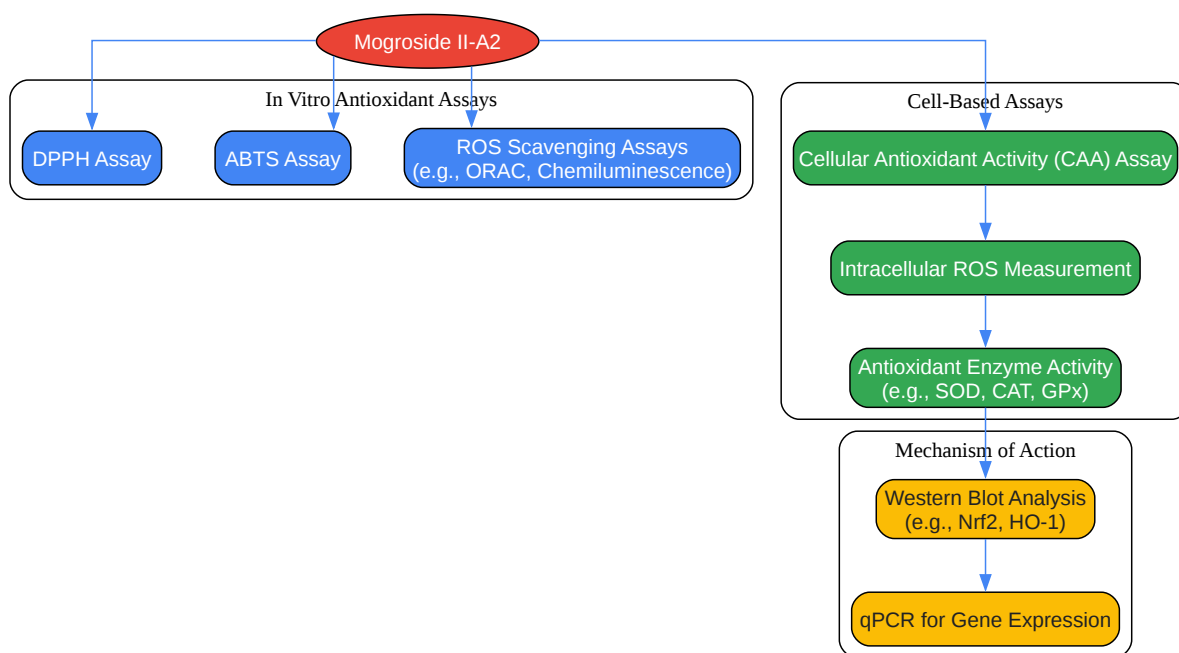 Mogroside II-A2
In Vitro Antioxidant Assays
DPPH Assay
ABTS Assay
ROS Scavenging Assays
(e.g., ORAC, Chemiluminescence)
Cell-Based Assays
Cellular Antioxidant Activity (CAA) Assay
Intracellular ROS Measurement
Antioxidant Enzyme Activity
(e.g., SOD, CAT, GPx)
Mechanism of Action
Western Blot Analysis
(e.g., Nrf2, HO-1)
qPCR for Gene Expression